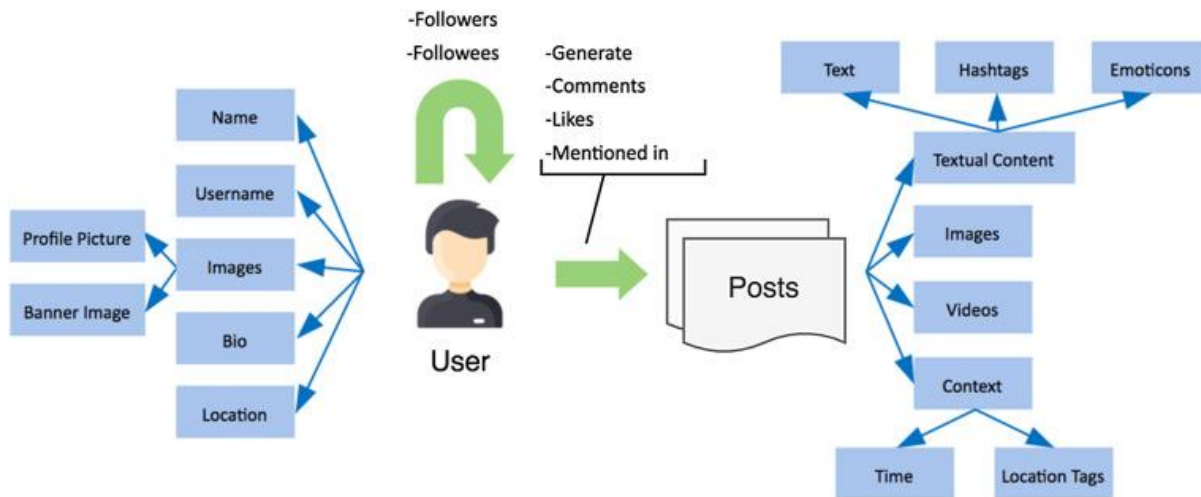 -Followers
-Followees
-Generate
-Comments
-Likes
-Mentioned in
Name
Username
Images
Bio
Location
Profile Picture
Banner Image
User
Posts
Text
Hashtags
Emoticons
Textual Content
Images
Videos
Context
Time
Location Tags